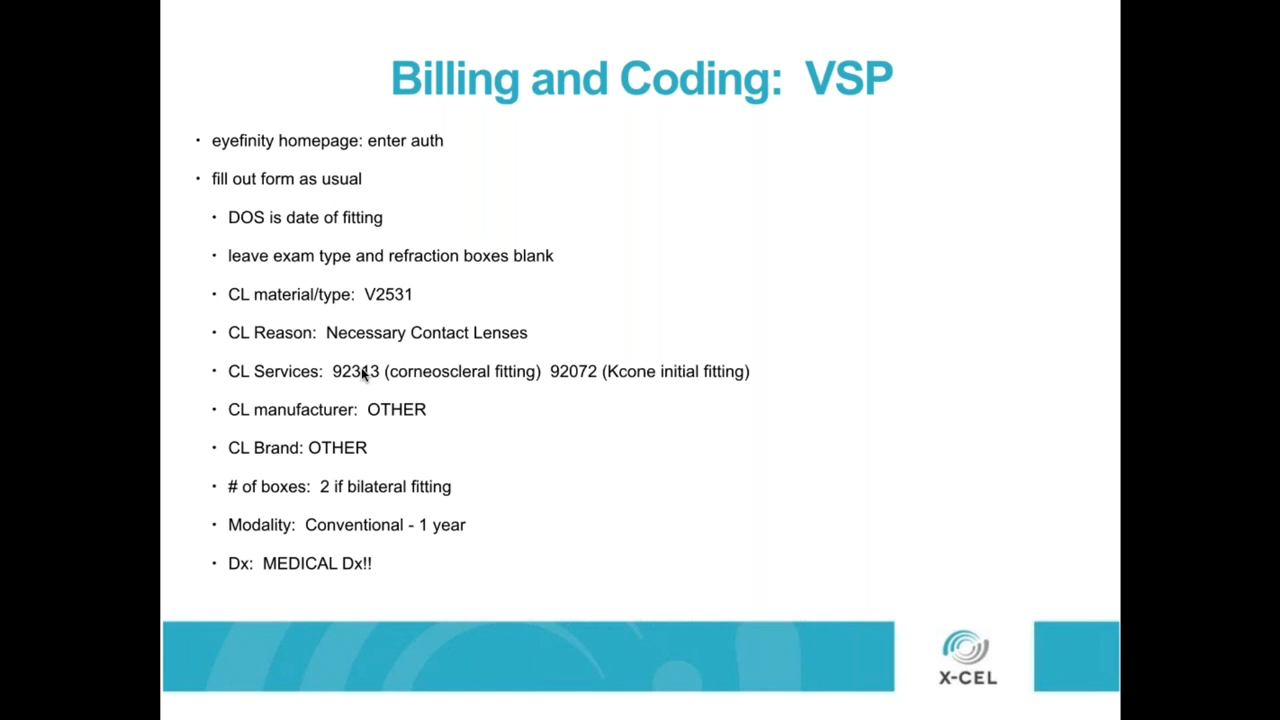 Billing and Coding: VSP
• eyefinity homepage: enter auth
• fill out form as usual
• DOS is date of fitting
• leave exam type and refraction boxes blank
• CL material/type: V2531
• CL Reason: Necessary Contact Lenses
• CL Services: 92313 (corneoscleral fitting) 92072 (Kcone initial fitting)
• CL manufacturer: OTHER
• CL Brand: OTHER
• # of boxes: 2 if bilateral fitting
• Modality: Conventional - 1 year
• Dx: MEDICAL Dx!!
X-CEL